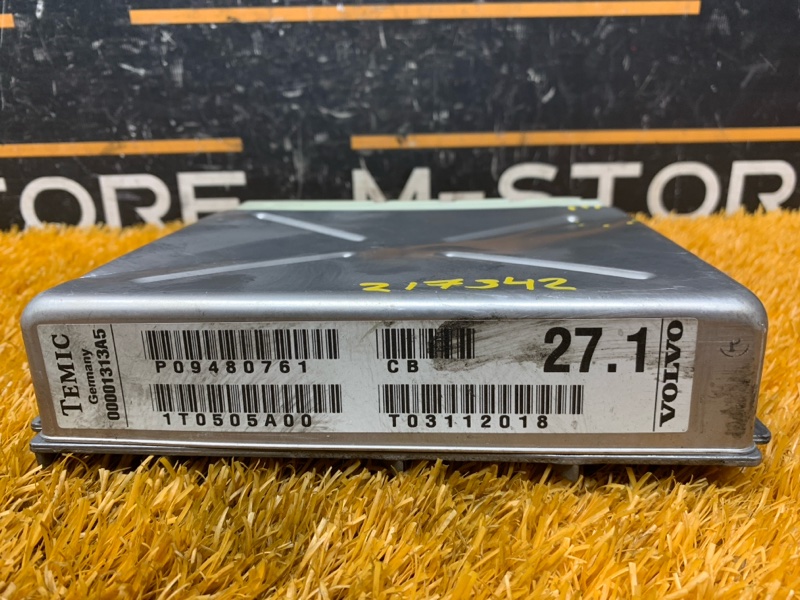 STORE M-STORE
217342
TEMIC
Germany
00001313A5
P09480761 CB
27.1
VOLVO
1T0505A00 T03112018